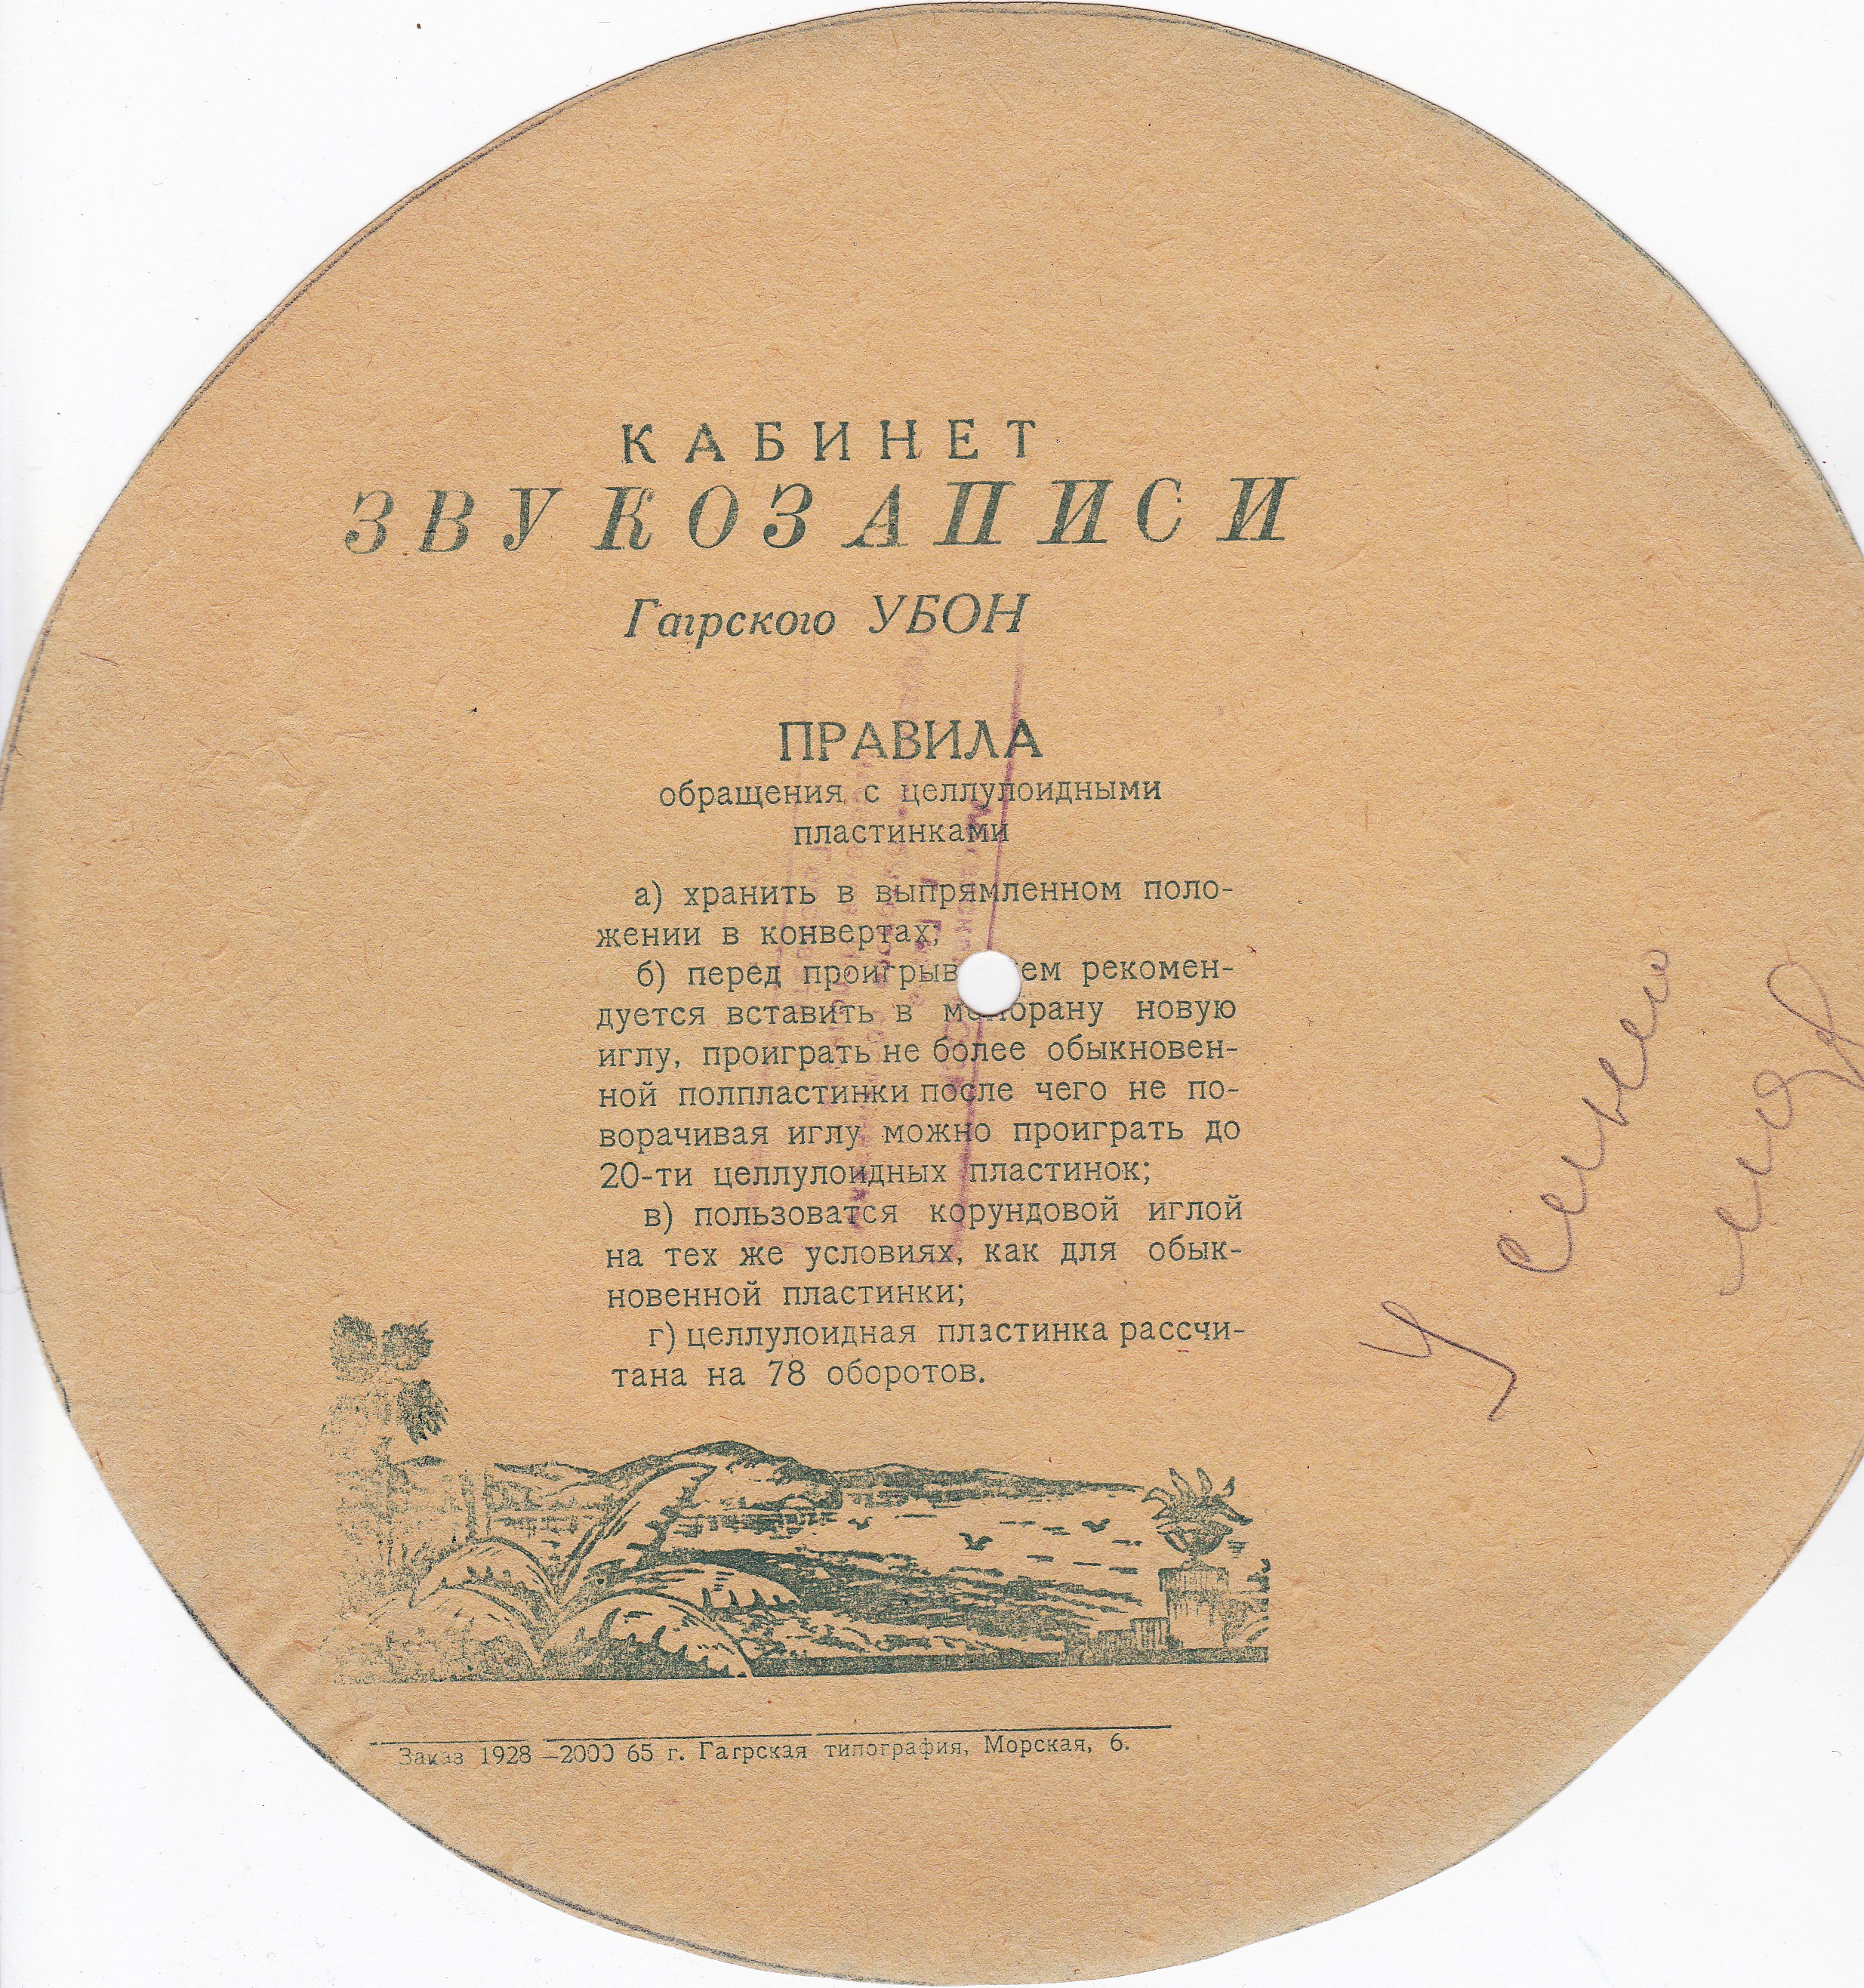 КАБИНЕТ
ЗВУКОЗАПИСИ
Гагрского УБОН
ПРАВИЛА
обращения с целлулоидными
пластинками
а) хранить в выпрямленном поло-
жении в конвертах;
б) перед проигрыв ем рекомен-
дуется вставить в мембрану новую
иглу, проиграть не более обыкновен-
ной полпластинки после чего не по-
ворачивая иглу можно проиграть до
20-ти целлулоидных пластинок;
в) пользоватся корундовой иглой
на тех же условиях, как для обык-
новенной пластинки;
г) целлулоидная пластинка рассчи-
тана на 78 оборотов.
Заказ 1928 —2000 65 г. Гагрская типография, Морская, 6.
У синего